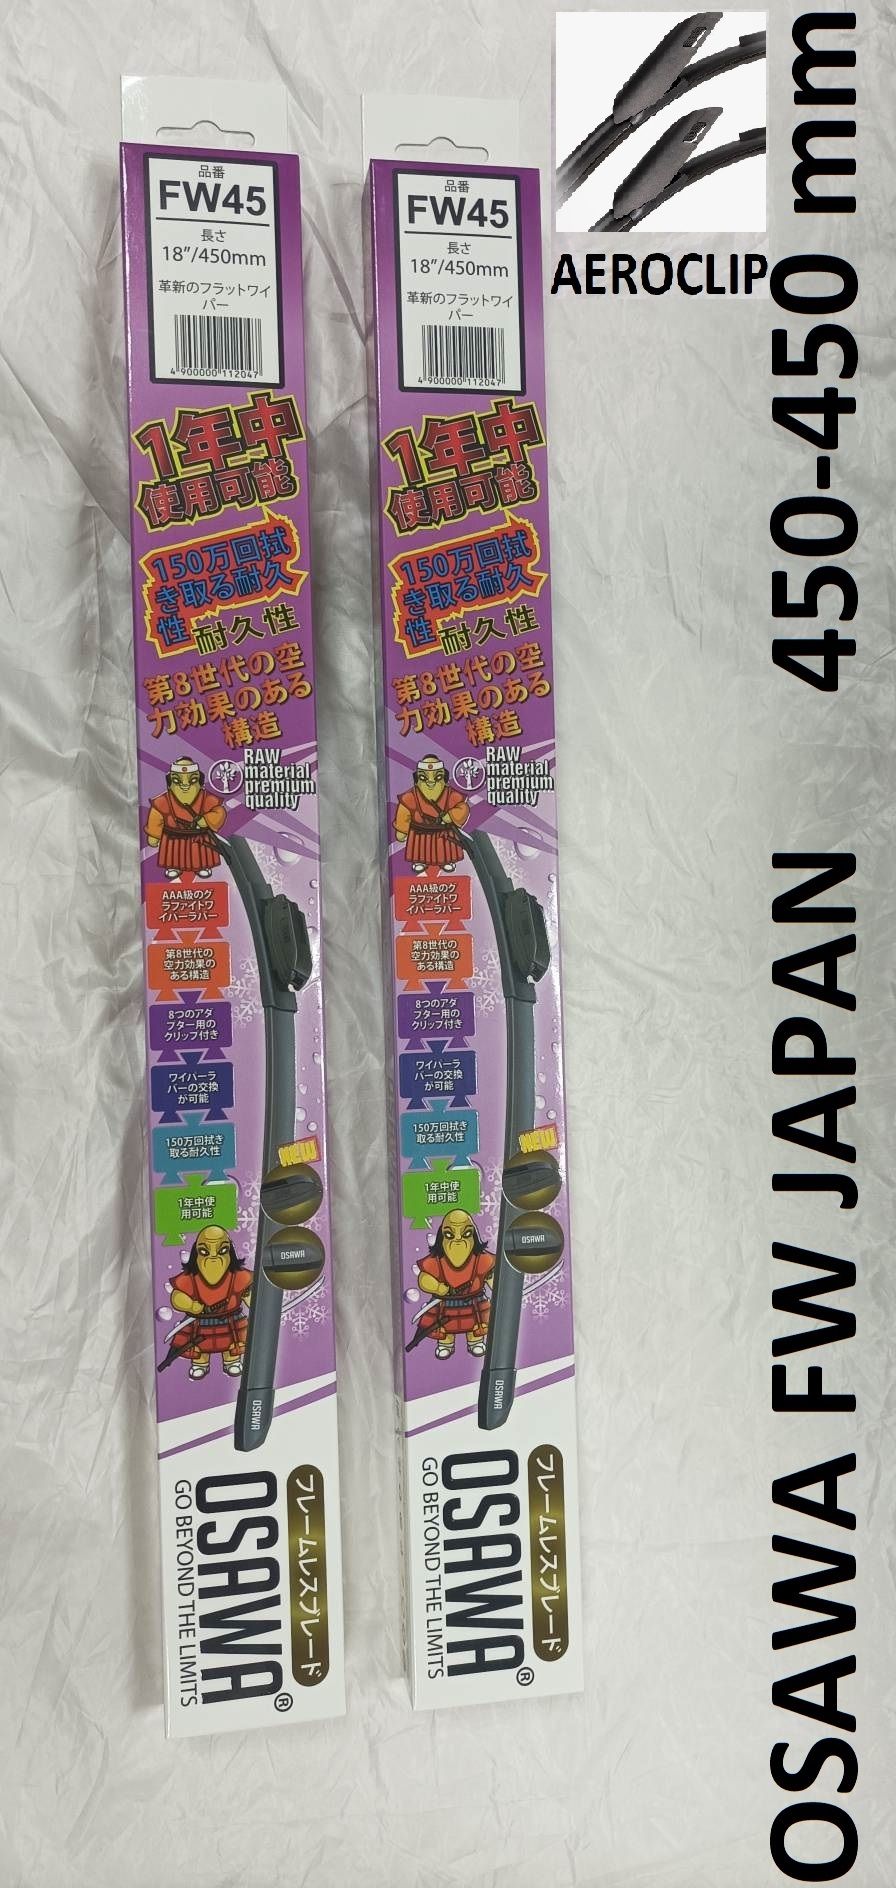 品番
FW45
長さ
18"/450mm
革新のフラットワイ
パー
4 900000 112047
1年中
使用可能
150万回拭
き取る耐久
性 耐久性
第8世代の空
力効果のある
構造
RAW
material
premium
quality
AAA級のグ
ラファイトワ
イパーラバー
第8世代の
空力効果の
ある構造
8つのアダ
プター用の
クリップ付き
ワイパーラ
バーの交換
が可能
150万回拭き
取る耐久性
1年中使
用可能
NEW
OSAWA
OSAWA
フレームレスブレード
OSAWA®
GO BEYOND THE LIMITS
品番
FW45
長さ
18"/450mm
革新のフラットワイ
パー
4 900000 112047
1年中
使用可能
150万回拭
き取る耐久
性 耐久性
第8世代の空
力効果のある
構造
RAW
material
premium
quality
AAA級のグ
ラファイトワ
イパーラバー
第8世代の
空力効果の
ある構造
8つのアダ
プター用の
クリップ付き
ワイパーラ
バーの交換
が可能
150万回拭き
取る耐久性
1年中使
用可能
NEW
OSAWA
OSAWA
フレームレスブレード
OSAWA®
GO BEYOND THE LIMITS
AEROCLIP
OSAWA FW JAPAN 450-450 mm